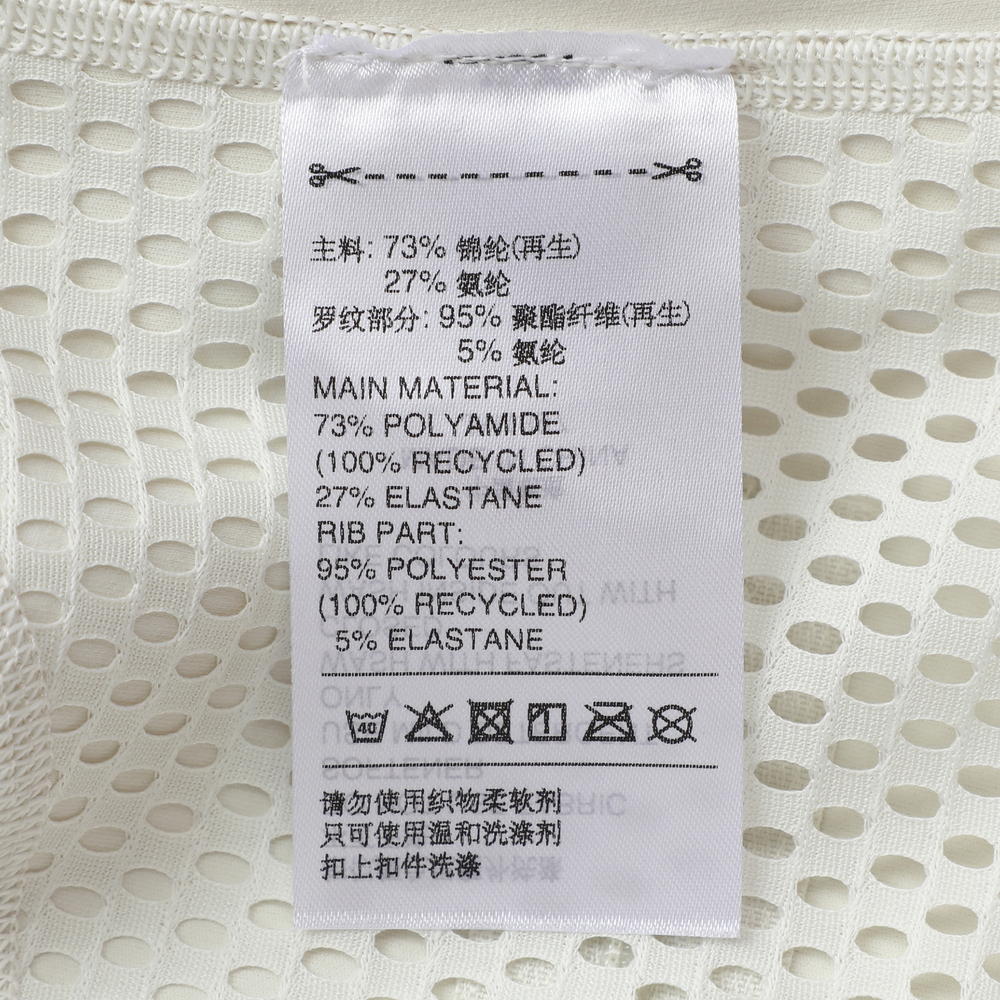 主料: 73% 锦纶(再生)
27% 氨纶
罗纹部分: 95% 聚酯纤维(再生)
5% 氨纶
MAIN MATERIAL:
73% POLYAMIDE
(100% RECYCLED)
27% ELASTANE
RIB PART:
95% POLYESTER
(100% RECYCLED)
5% ELASTANE
40
请勿使用织物柔软剂
只可使用温和洗涤剂
扣上扣件洗涤